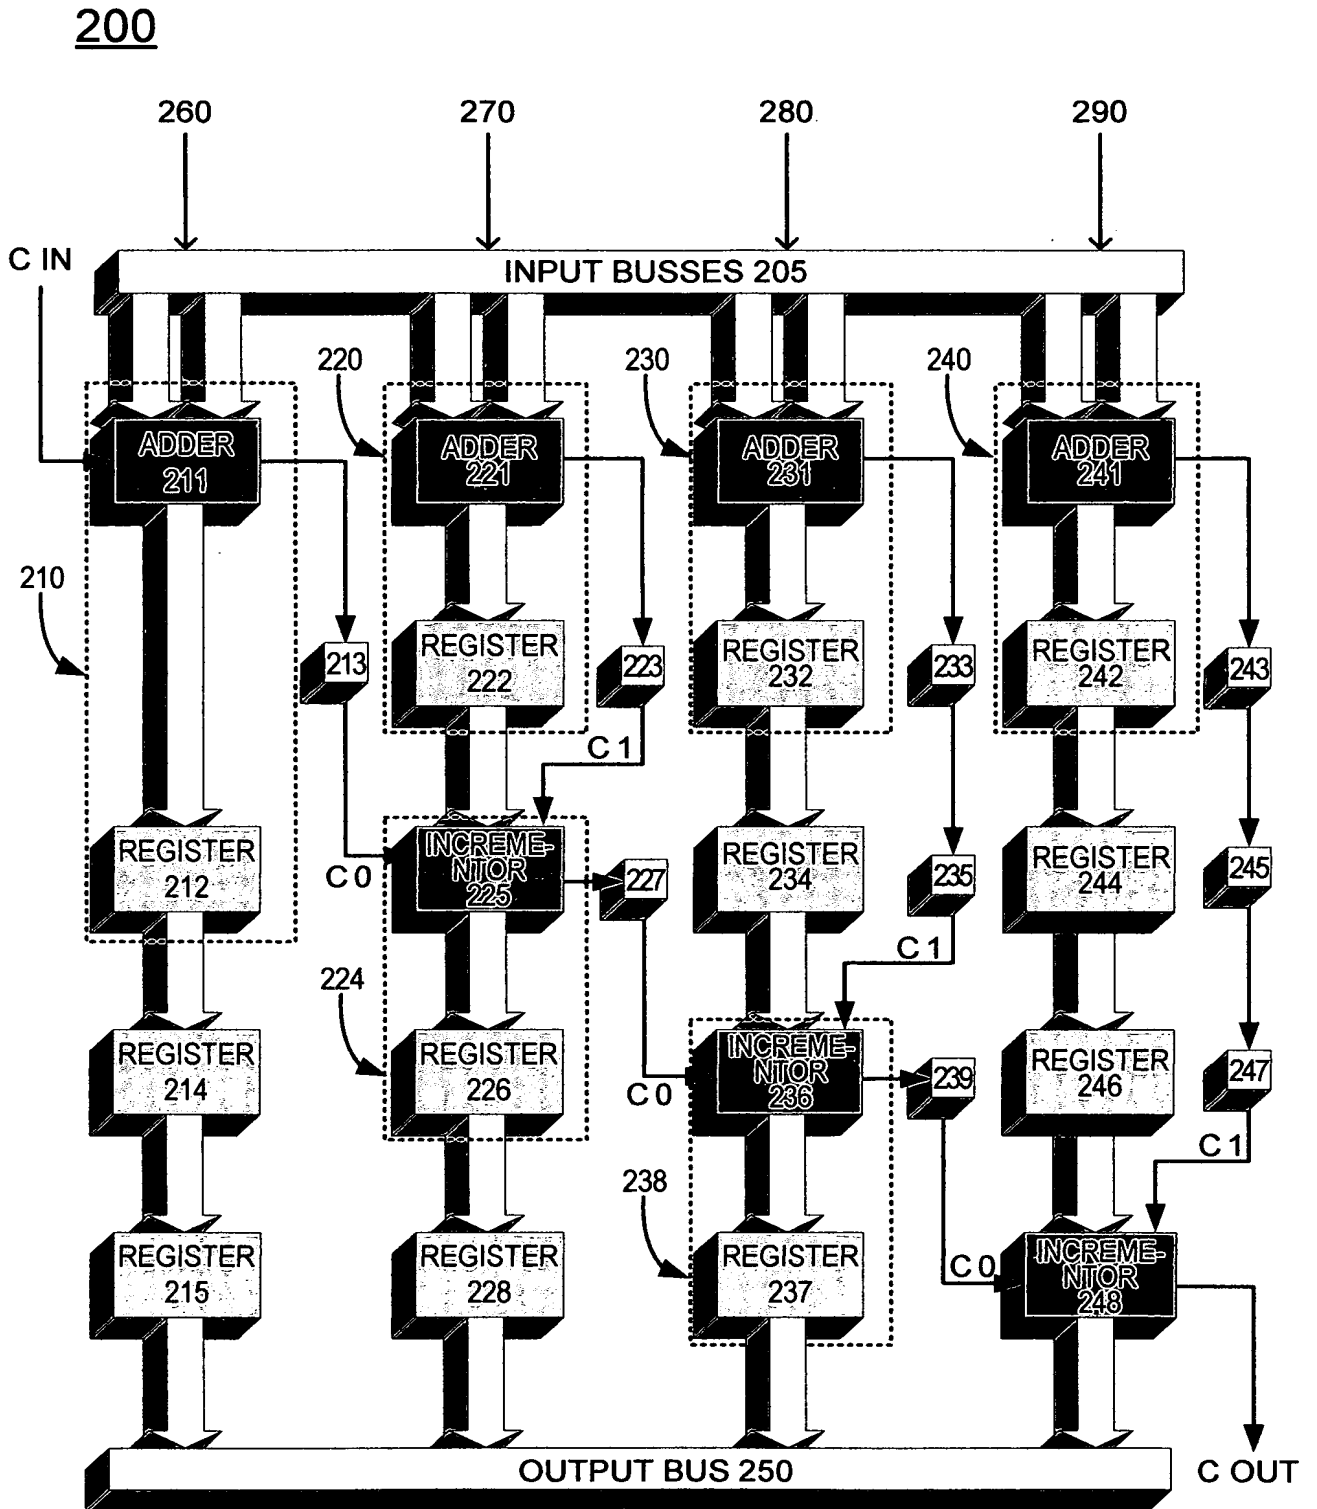 200
260 270 280 290
C IN
INPUT BUSSES 205
220 230 240
ADDER
211
ADDER
221
ADDER
231
ADDER
241
210
REGISTER
222
REGISTER
232
REGISTER
242
213
223
233
243
C 1
REGISTER
212
C 0
INCREME-
NTOR
225
227
REGISTER
234
235
REGISTER
244
245
C 1
224
REGISTER
214
REGISTER
226
C 0
INCREME-
NTOR
236
239
REGISTER
246
247
C 1
238
REGISTER
215
REGISTER
228
REGISTER
237
C 0
INCREME-
NTOR
248
OUTPUT BUS 250
C OUT